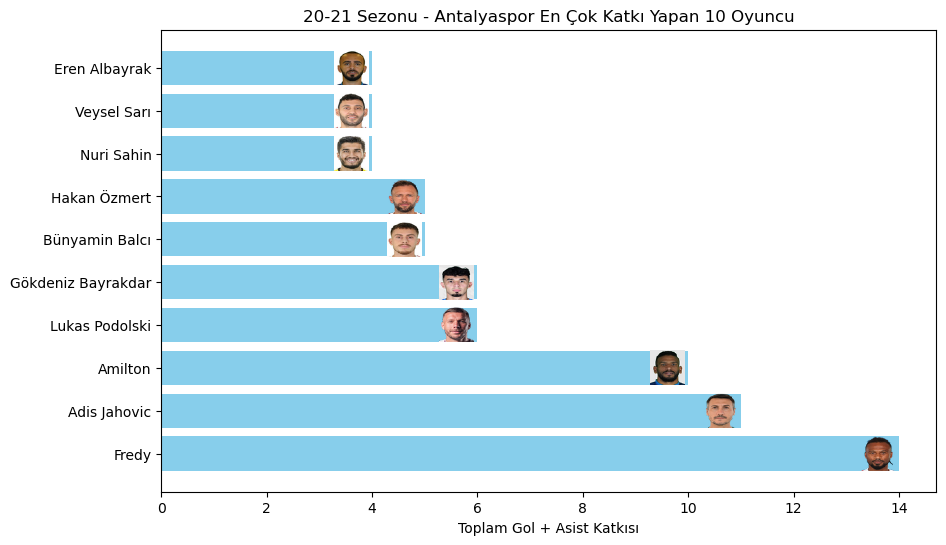 20-21 Sezonu - Antalyaspor En Çok Katkı Yapan 10 Oyuncu
Eren Albayrak
Veysel Sarı
Nuri Sahin
Hakan Özmert
Bünyamin Balcı
Gökdeniz Bayrakdar
Lukas Podolski
Amilton
Adis Jahovic
Fredy
0 2 4 6 8 10 12 14
Toplam Gol + Asist Katkısı